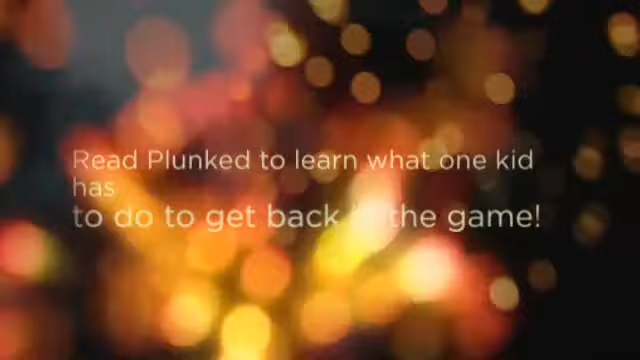 Read Plunked to learn what one kid
has
to do to get back the game!